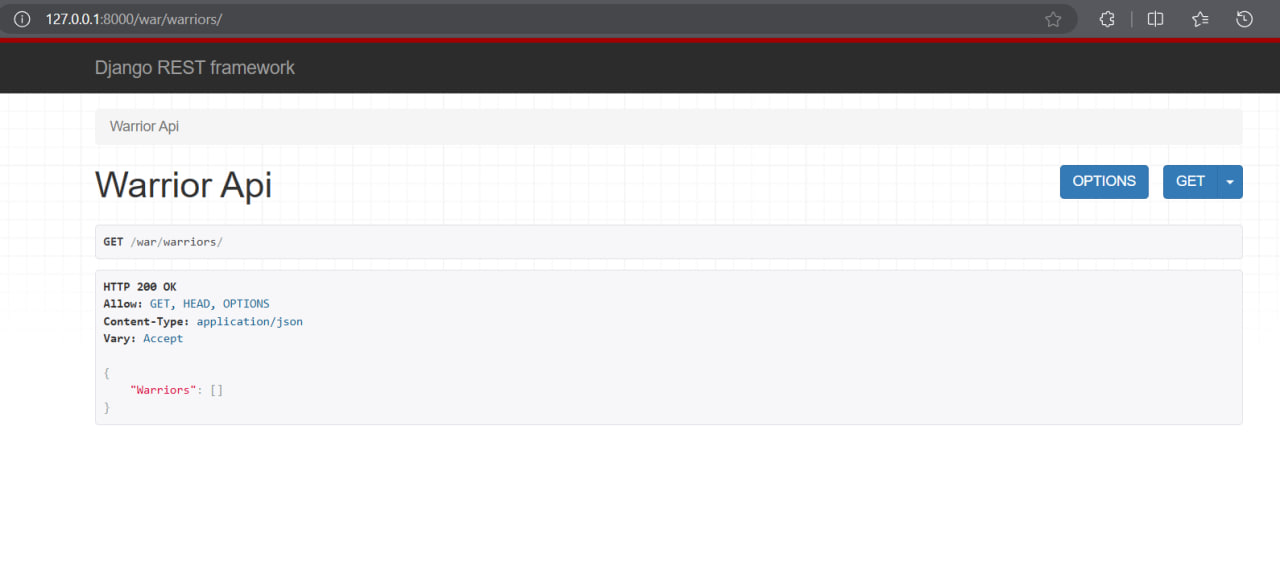 127.0.0.1:8000/war/warriors/
Django REST framework
Warrior Api
Warrior Api
OPTIONS
GET
GET /war/warriors/
HTTP 200 OK
Allow: GET, HEAD, OPTIONS
Content-Type: application/json
Vary: Accept
{
    "Warriors": []
}